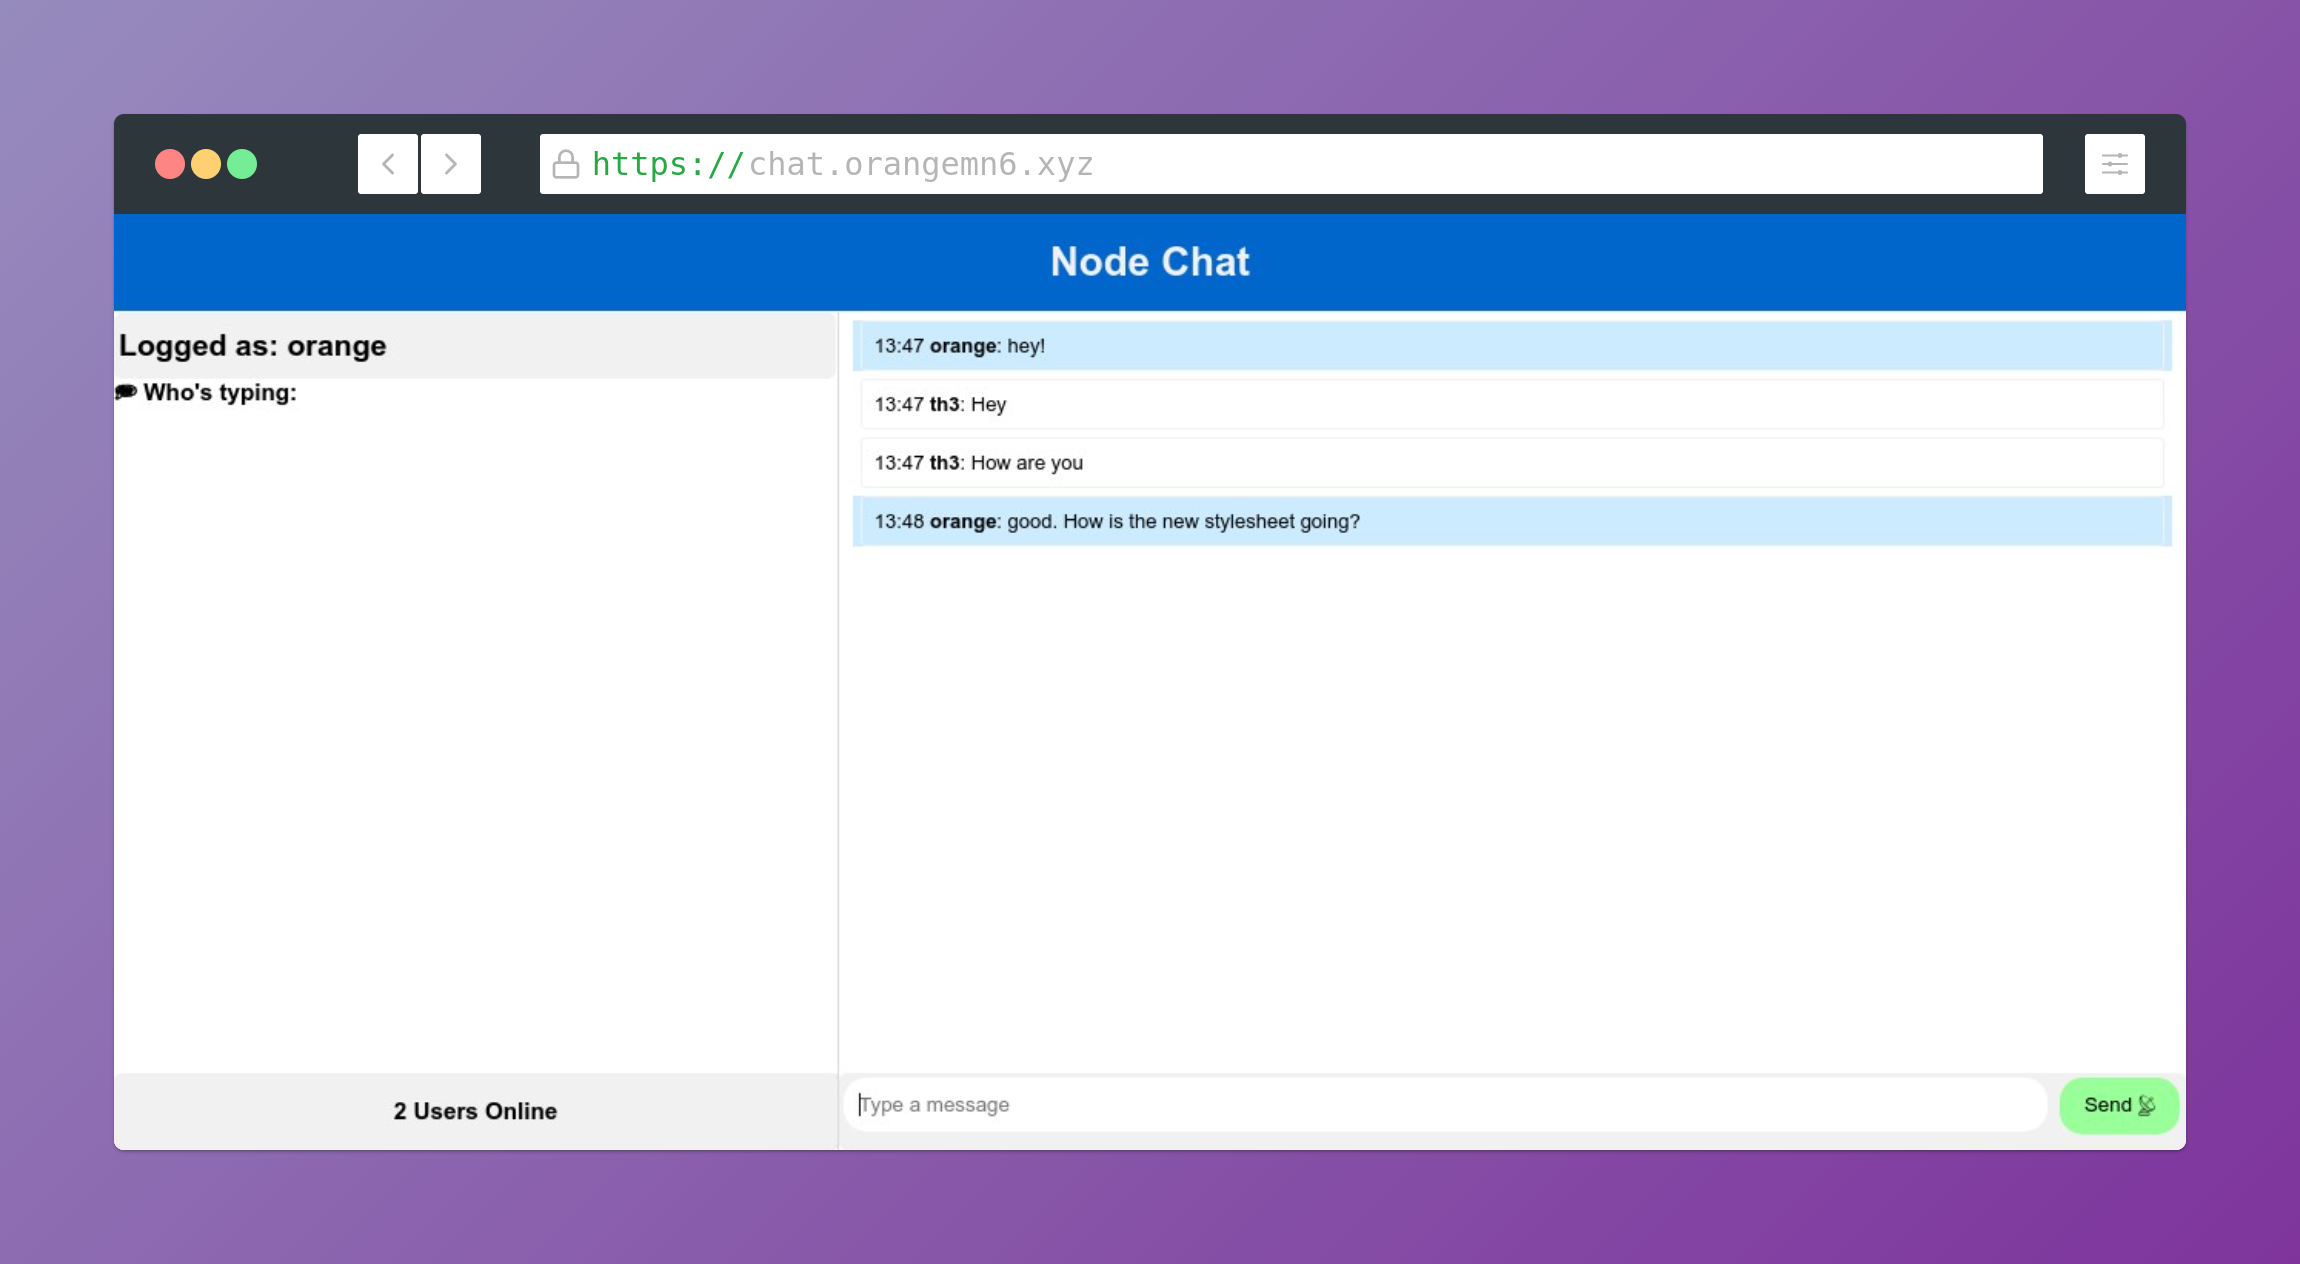 https://chat.orangemn6.xyz
Node Chat
Logged as: orange
Who's typing:
2 Users Online
13:47 orange: hey!
13:47 th3: Hey
13:47 th3: How are you
13:48 orange: good. How is the new stylesheet going?
Type a message
Send